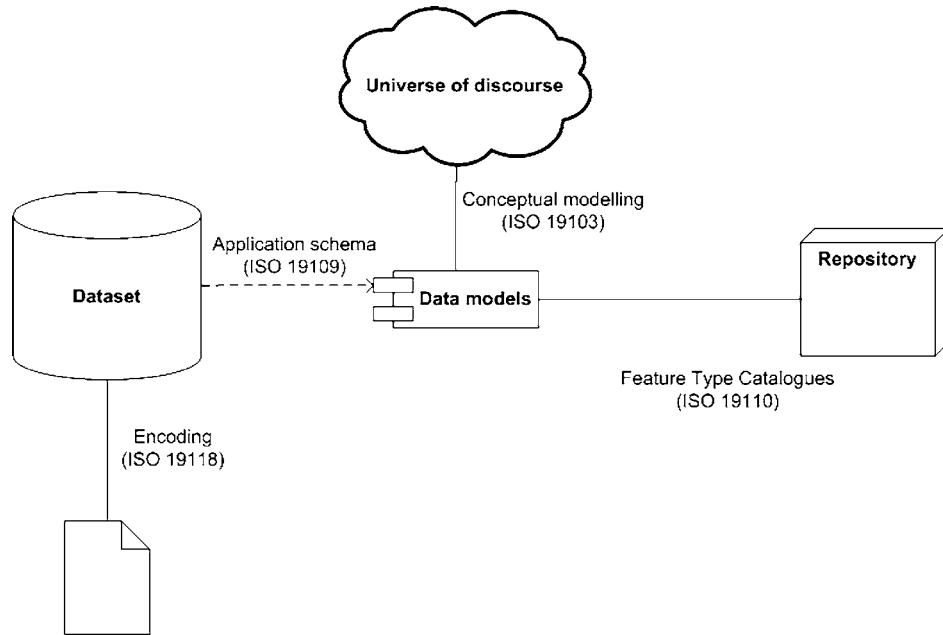 Universe of discourse
Conceptual modelling
(ISO 19103)
Application schema
(ISO 19109)
Repository
Dataset
Data models
Feature Type Catalogues
(ISO 19110)
Encoding
(ISO 19118)